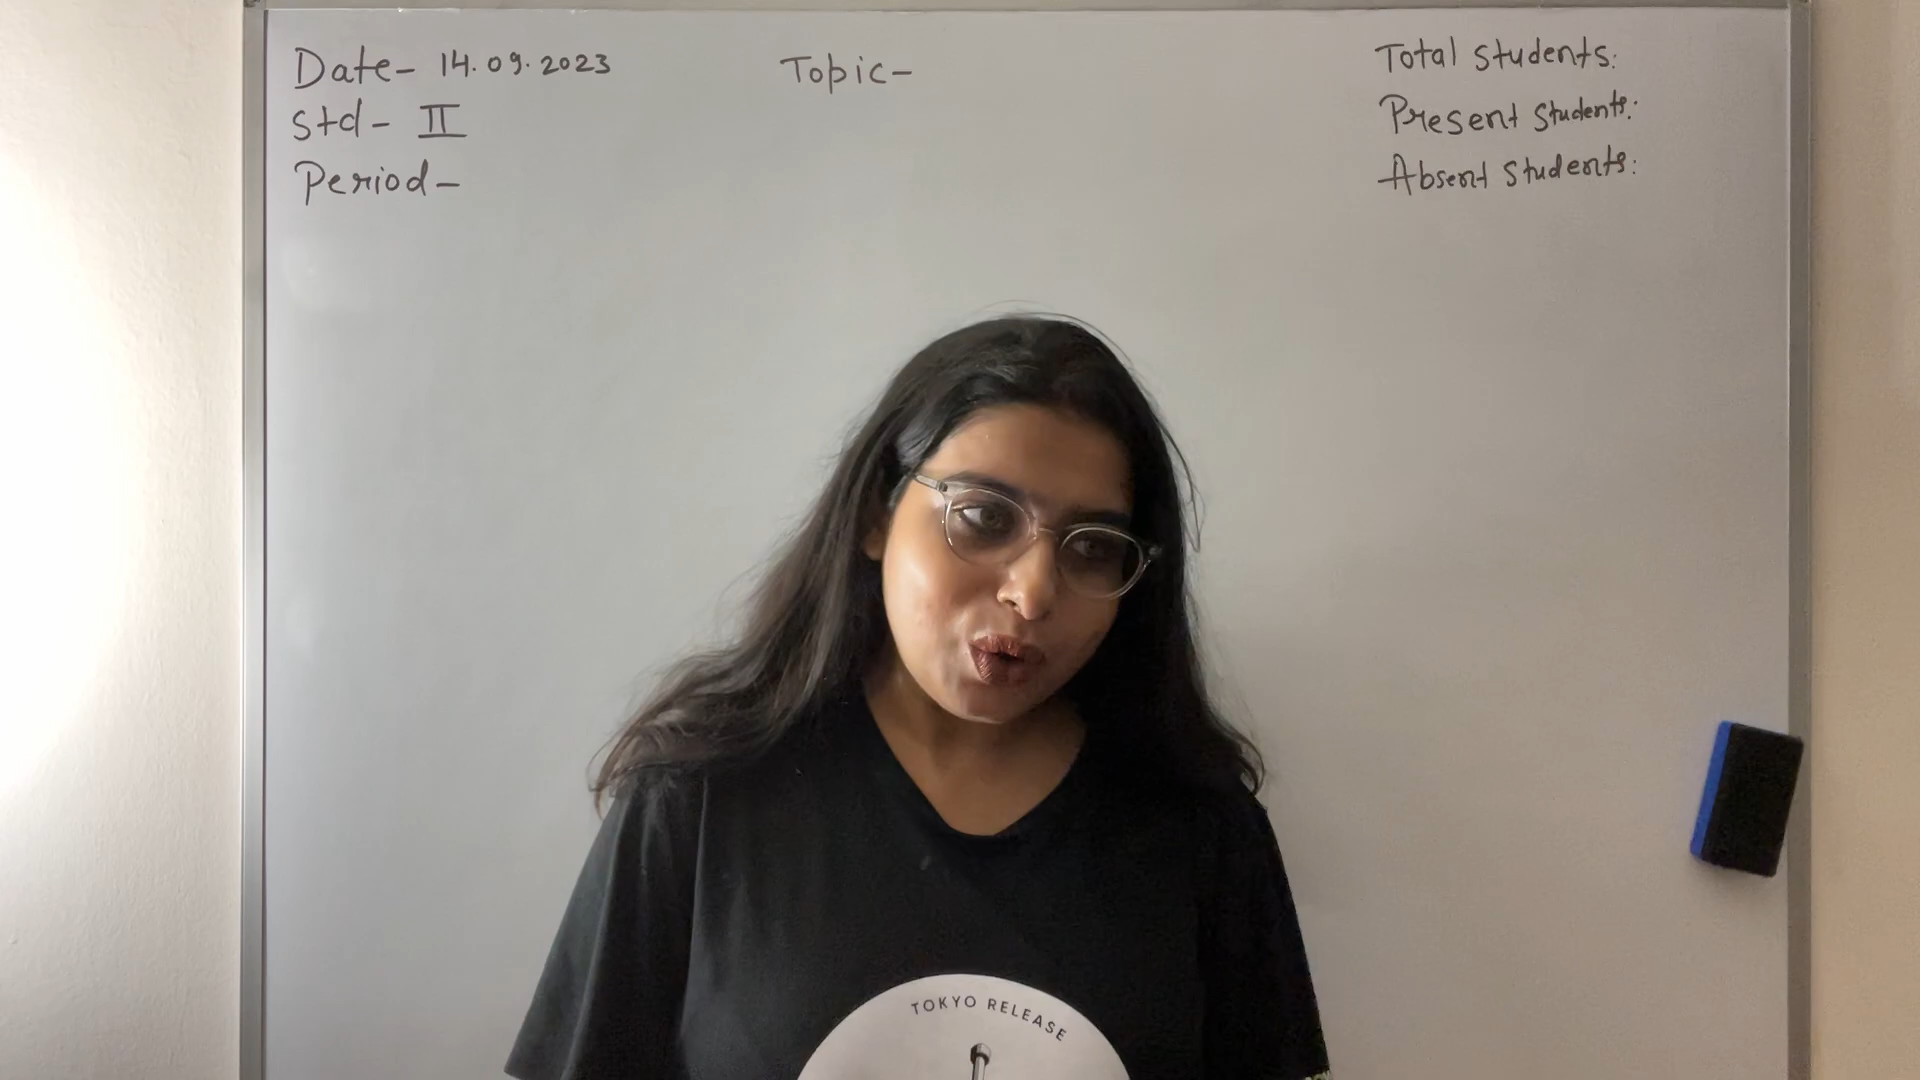 Date- 14.09.2023
Std- II
Period-
Topic-
Total Students:
Present Students:
Absent Students:
TOKYO RELEASE